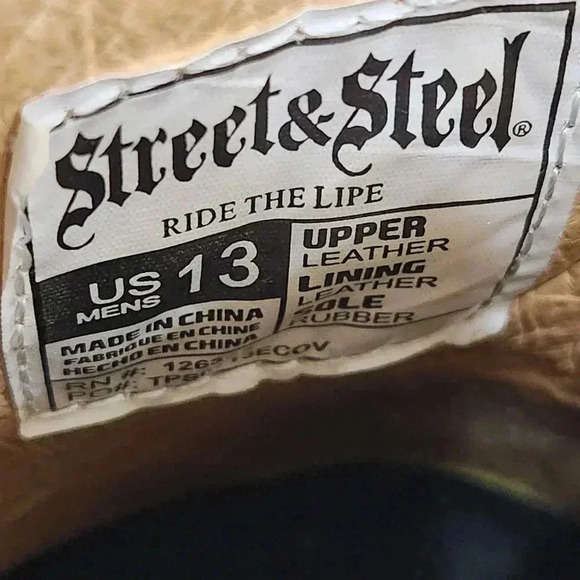 Street&Steel®
RIDE THE LIPE
US MENS 13
MADE IN CHINA
FABRIQUE EN CHINE
HECHO EN CHINA
RN #:
PO#:
UPPER
LEATHER
LINING
LEATHER
SOLE
RUBBER